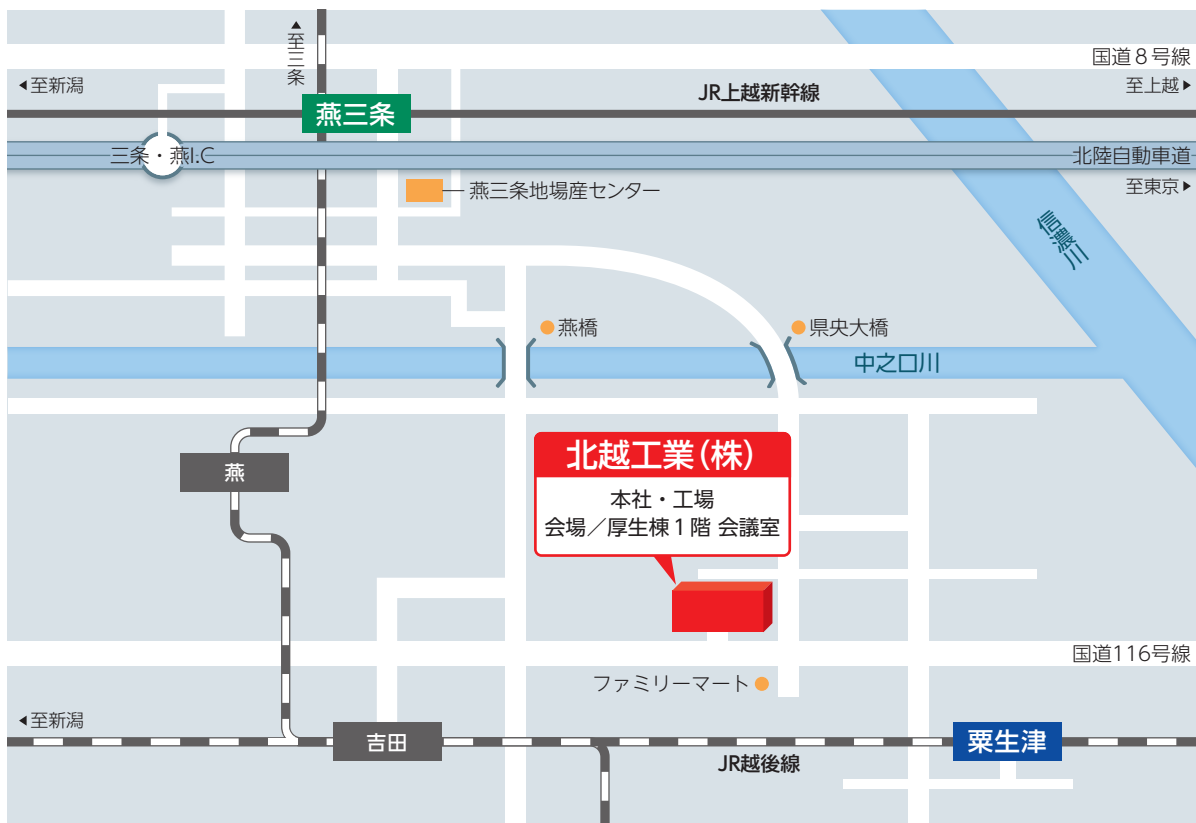 ▲至三条
国道8号線
◀至新潟
至上越▶
JR上越新幹線
燕三条
三条・燕I.C
北陸自動車道
燕三条地場産センター
至東京▶
信濃川
燕橋
県央大橋
中之口川
北越工業(株)
燕
本社・工場
会場／厚生棟1階 会議室
国道116号線
ファミリーマート
◀至新潟
吉田
粟生津
JR越後線